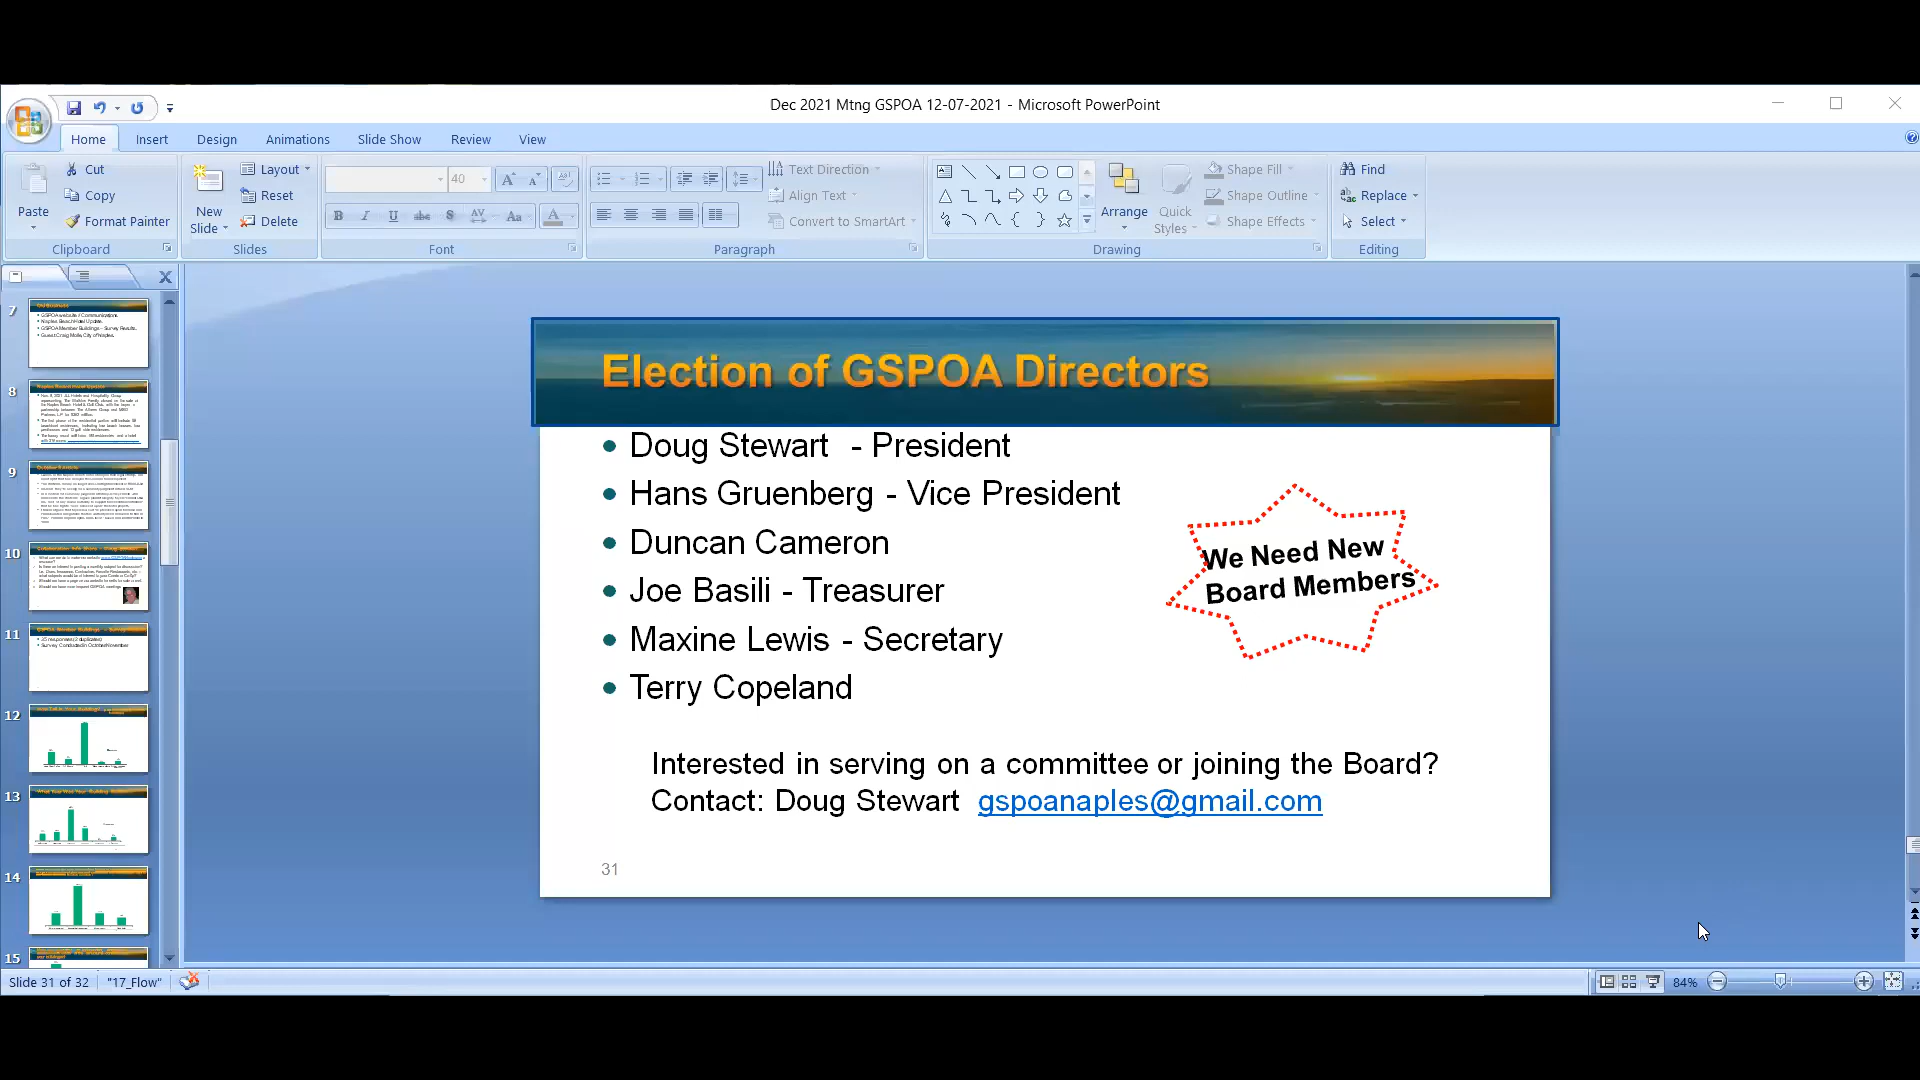 Dec 2021 Mtng GSPOA 12-07-2021 - Microsoft PowerPoint
Home Insert Design Animations Slide Show Review View
Paste
Cut
Copy
Format Painter
Clipboard
New
Slide
Layout
Reset
Delete
Slides
40
Font
Text Direction
Align Text
Convert to SmartArt
Paragraph
Arrange
Quick
Styles
Shape Fill
Shape Outline
Shape Effects
Drawing
Find
Replace
Select
Editing
7
8
9
10
11
12
13
14
15
Election of GSPOA Directors
Doug Stewart - President
Hans Gruenberg - Vice President
Duncan Cameron
Joe Basili - Treasurer
Maxine Lewis - Secretary
Terry Copeland
We Need New
Board Members
Interested in serving on a committee or joining the Board?
Contact: Doug Stewart gspoanaples@gmail.com
31
Slide 31 of 32 "17_Flow" 84%